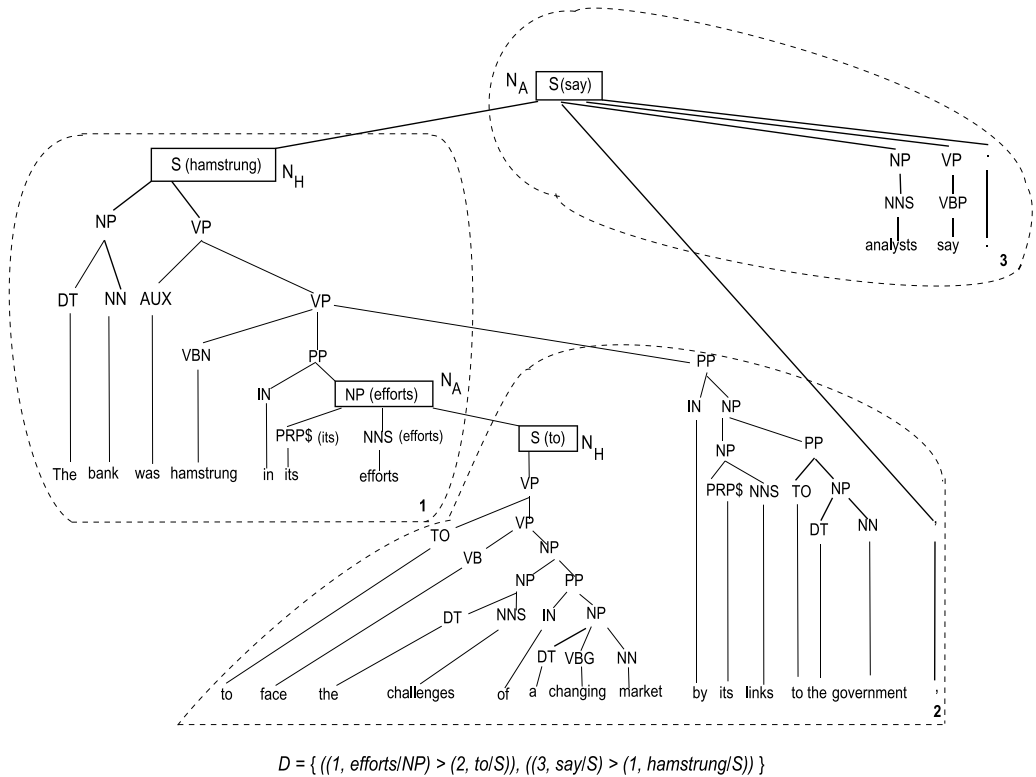 N_A S (say)
S (hamstrung) N_H
NP VP .
NP VP
NNS VBP
analysts say .
3
DT NN AUX VP
VBN PP PP
IN NP (efforts) N_A IN NP
PRP$ (its) NNS (efforts) S (to) N_H NP PP
The bank was hamstrung in its efforts
VP PRP$ NNS TO NP
1
TO VP DT NN ,
VB NP
NP PP
DT NNS IN NP
DT VBG NN
to face the challenges of a changing market by its links to the government ,
2
D = { ((1, efforts/NP) > (2, to/S)), ((3, say/S) > (1, hamstrung/S)) }